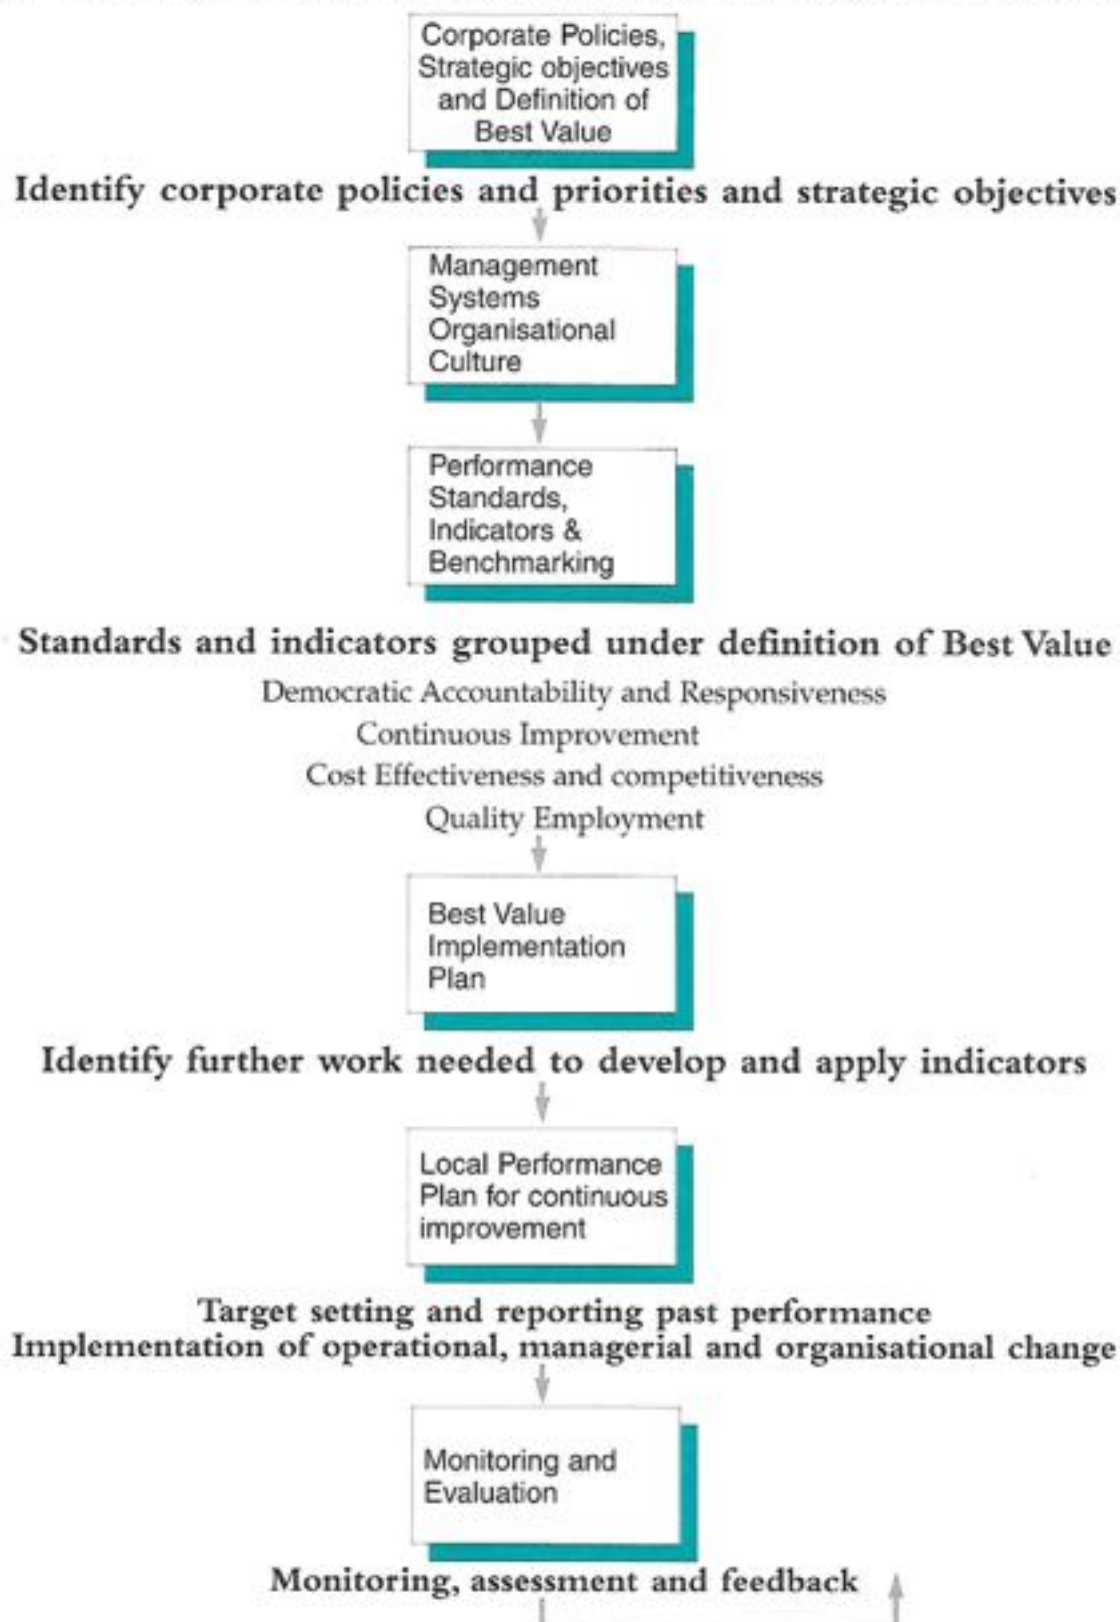 Corporate Policies,
Strategic objectives
and Definition of
Best Value
Identify corporate policies and priorities and strategic objectives
Management
Systems
Organisational
Culture
Performance
Standards,
Indicators &
Benchmarking
Standards and indicators grouped under definition of Best Value
Democratic Accountability and Responsiveness
Continuous Improvement
Cost Effectiveness and competitiveness
Quality Employment
Best Value
Implementation
Plan
Identify further work needed to develop and apply indicators
Local Performance
Plan for continuous
improvement
Target setting and reporting past performance
Implementation of operational, managerial and organisational change
Monitoring and
Evaluation
Monitoring, assessment and feedback